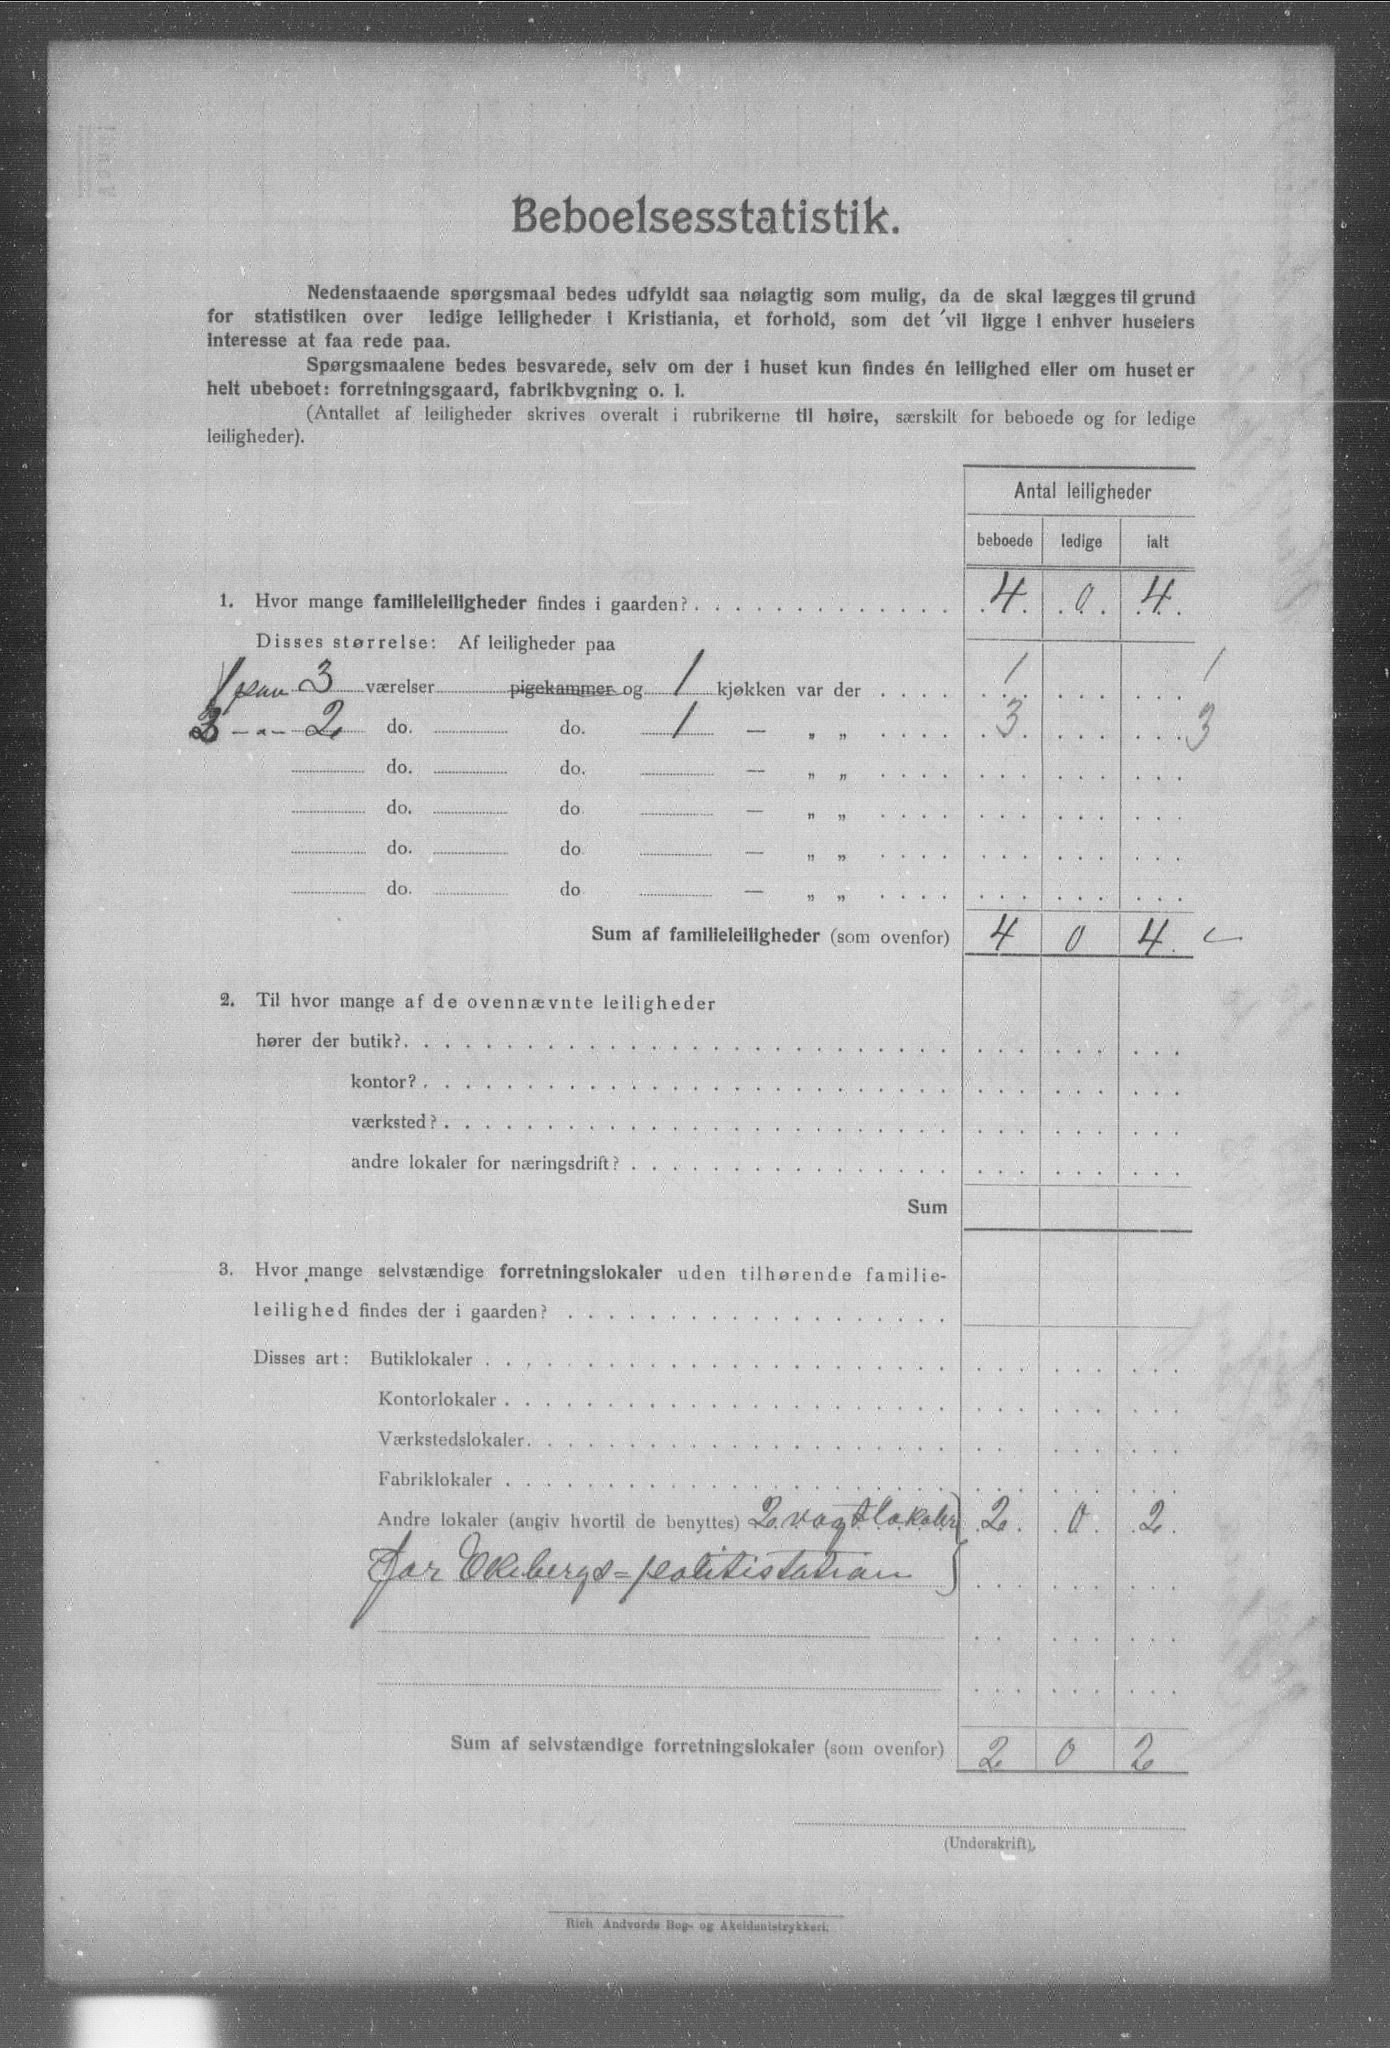 Beboelsesstatistik.
Nedenstaaende spørgsmaal bedes udfyldt saa nøiagtig som mulig, da de skal lægges til grund
for statistiken over ledige leiligheder i Kristiania, et forhold, som det vil ligge i enhver huseiers
interesse at faa rede paa.
Spørgsmaalene bedes besvarede, selv om der i huset kun findes én leilighed eller om huset er
helt ubeboet: forretningsgaard, fabrikbygning o. l.
(Antallet af leiligheder skrives overalt i rubrikerne til høire, særskilt for beboede og for ledige
leiligheder).
Antal leiligheder
beboede ledige ialt
1. Hvor mange familieleiligheder findes i gaarden? 4 0 4
Disses størrelse: Af leiligheder paa
1 paa 3 værelser pigekammer og 1 kjøkken var der 1 1
3 -"- 2 do. do. 1 — „ „ 3 3
do. do. — „ „
do. do — „ „
do. do — „ „
do. do — „ „
Sum af familieleiligheder (som ovenfor) 4 0 4
2. Til hvor mange af de ovennævnte leiligheder
hører der butik?
kontor?
værksted?
andre lokaler for næringsdrift?
Sum
3. Hvor mange selvstændige forretningslokaler uden tilhørende familie-
leilighed findes der i gaarden?
Disses art: Butiklokaler
Kontorlokaler
Værkstedslokaler
Fabriklokaler
Andre lokaler (angiv hvortil de benyttes) 2 vagtlokaler 2 0 2
for Ekebergs=politistation
Sum af selvstændige forretningslokaler (som ovenfor) 2 0 2
(Underskrift).
Rich Andvords Bog- og Akcidentstrykkeri.